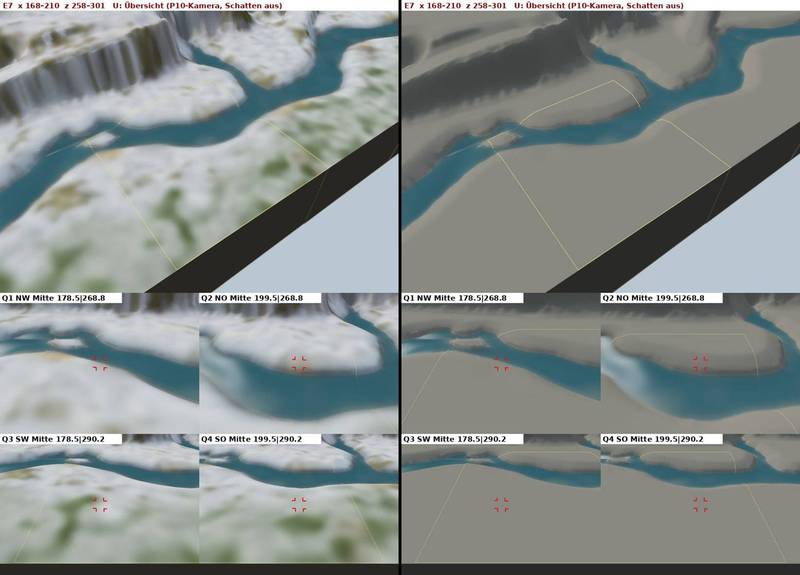 E7 x 168-210 z 258-301 U: Übersicht (P10-Kamera, Schatten aus)
E7 x 168-210 z 258-301 U: Übersicht (P10-Kamera, Schatten aus)
Q1 NW Mitte 178.5|268.8
Q2 NO Mitte 199.5|268.8
Q1 NW Mitte 178.5|268.8
Q2 NO Mitte 199.5|268.8
Q3 SW Mitte 178.5|290.2
Q4 SO Mitte 199.5|290.2
Q3 SW Mitte 178.5|290.2
Q4 SO Mitte 199.5|290.2